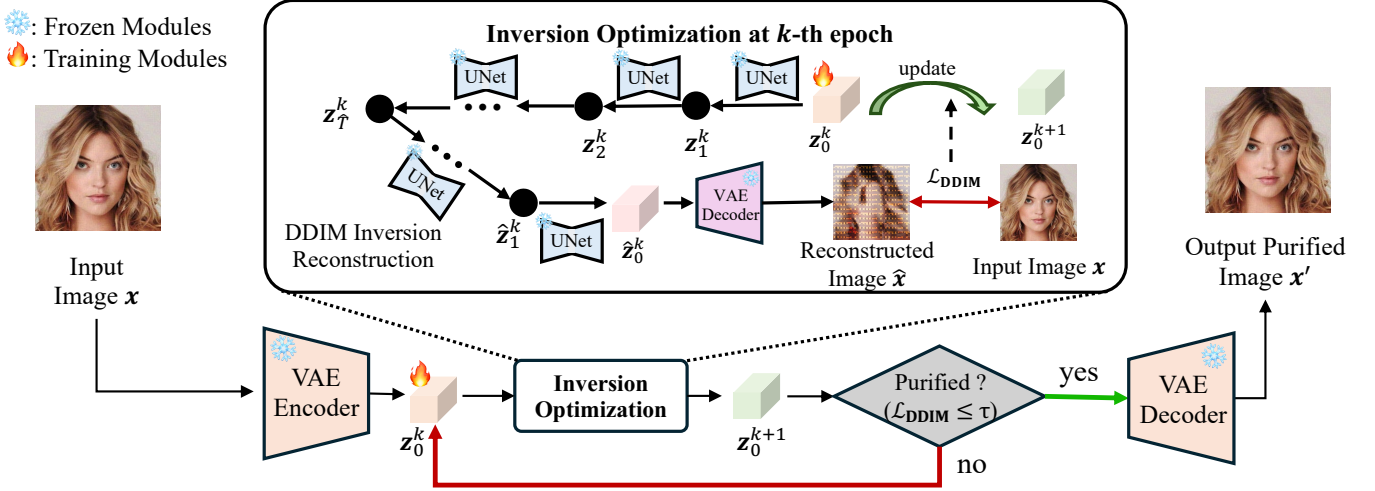 : Frozen Modules
: Training Modules
Inversion Optimization at k-th epoch
UNet
UNet
UNet
update
z_T̂^k
z_2^k
z_1^k
z_0^k
z_0^{k+1}
UNet
ℒ_DDIM
VAE
Decoder
ẑ_1^k
UNet
ẑ_0^k
DDIM Inversion
Reconstruction
Reconstructed
Image x̂
Input Image x
Input
Image x
Output Purified
Image x′
VAE
Encoder
z_0^k
Inversion
Optimization
z_0^{k+1}
Purified ?
(ℒ_DDIM ≤ τ)
yes
no
VAE
Decoder